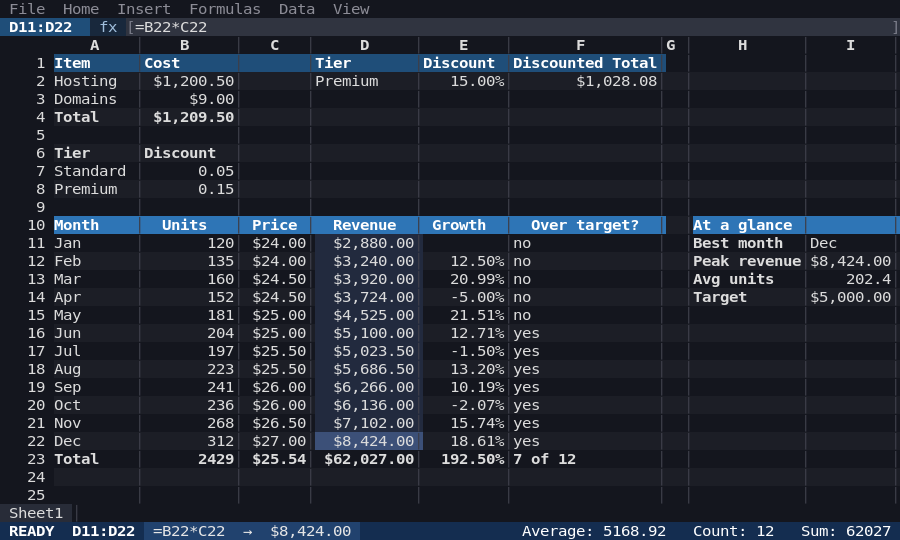 File  Home  Insert  Formulas  Data  View
D11:D22  fx [=B22*C22 ]
A B C D E F G H I
1 Item Cost Tier Discount Discounted Total
2 Hosting $1,200.50 Premium 15.00% $1,028.08
3 Domains $9.00
4 Total $1,209.50
5
6 Tier Discount
7 Standard 0.05
8 Premium 0.15
9
10 Month Units Price Revenue Growth Over target? At a glance
11 Jan 120 $24.00 $2,880.00 no Best month Dec
12 Feb 135 $24.00 $3,240.00 12.50% no Peak revenue $8,424.00
13 Mar 160 $24.50 $3,920.00 20.99% no Avg units 202.4
14 Apr 152 $24.50 $3,724.00 -5.00% no Target $5,000.00
15 May 181 $25.00 $4,525.00 21.51% no
16 Jun 204 $25.00 $5,100.00 12.71% yes
17 Jul 197 $25.50 $5,023.50 -1.50% yes
18 Aug 223 $25.50 $5,686.50 13.20% yes
19 Sep 241 $26.00 $6,266.00 10.19% yes
20 Oct 236 $26.00 $6,136.00 -2.07% yes
21 Nov 268 $26.50 $7,102.00 15.74% yes
22 Dec 312 $27.00 $8,424.00 18.61% yes
23 Total 2429 $25.54 $62,027.00 192.50% 7 of 12
24
25
Sheet1
READY  D11:D22  =B22*C22  →  $8,424.00  Average: 5168.92  Count: 12  Sum: 62027